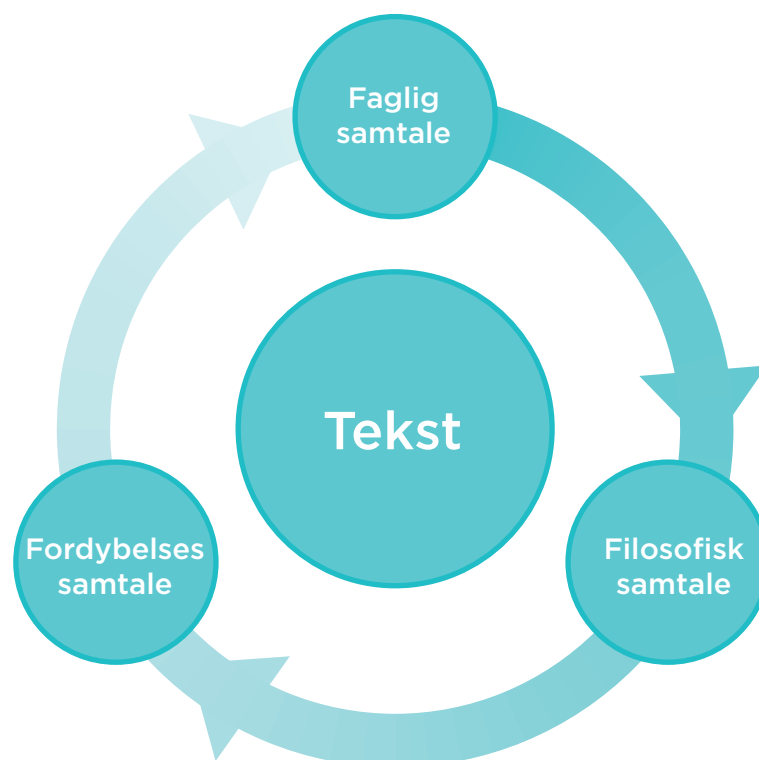 Faglig
samtale
Tekst
Fordybelses
samtale
Filosofisk
samtale